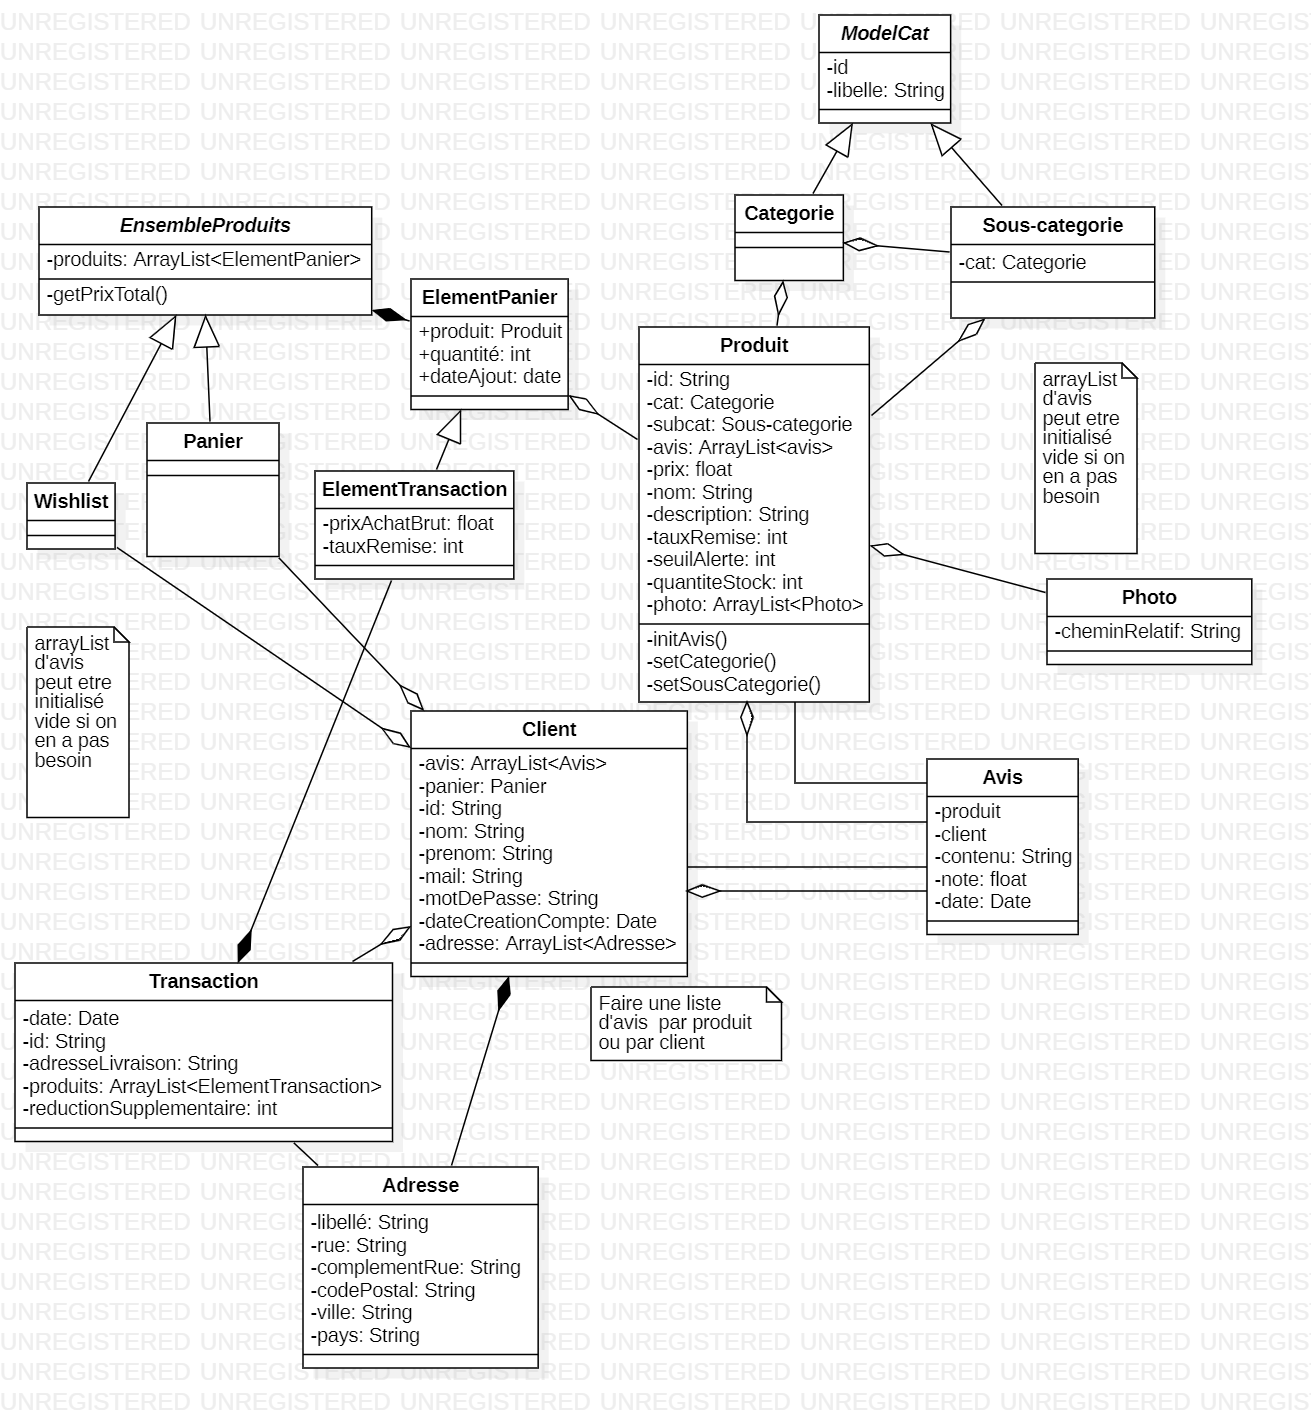 ModelCat
-id
-libelle: String
Categorie
Sous-categorie
-cat: Categorie
EnsembleProduits
-produits: ArrayList<ElementPanier>
-getPrixTotal()
ElementPanier
+produit: Produit
+quantité: int
+dateAjout: date
Produit
-id: String
-cat: Categorie
-subcat: Sous-categorie
-avis: ArrayList<avis>
-prix: float
-nom: String
-description: String
-tauxRemise: int
-seuilAlerte: int
-quantiteStock: int
-photo: ArrayList<Photo>
-initAvis()
-setCategorie()
-setSousCategorie()
arrayList
d'avis
peut etre
initialisé
vide si on
en a pas
besoin
Panier
Wishlist
ElementTransaction
-prixAchatBrut: float
-tauxRemise: int
Photo
-cheminRelatif: String
arrayList
d'avis
peut etre
initialisé
vide si on
en a pas
besoin
Client
-avis: ArrayList<Avis>
-panier: Panier
-id: String
-nom: String
-prenom: String
-mail: String
-motDePasse: String
-dateCreationCompte: Date
-adresse: ArrayList<Adresse>
Avis
-produit
-client
-contenu: String
-note: float
-date: Date
Transaction
-date: Date
-id: String
-adresseLivraison: String
-produits: ArrayList<ElementTransaction>
-reductionSupplementaire: int
Faire une liste
d'avis  par produit
ou par client
Adresse
-libellé: String
-rue: String
-complementRue: String
-codePostal: String
-ville: String
-pays: String
UNREGISTERED